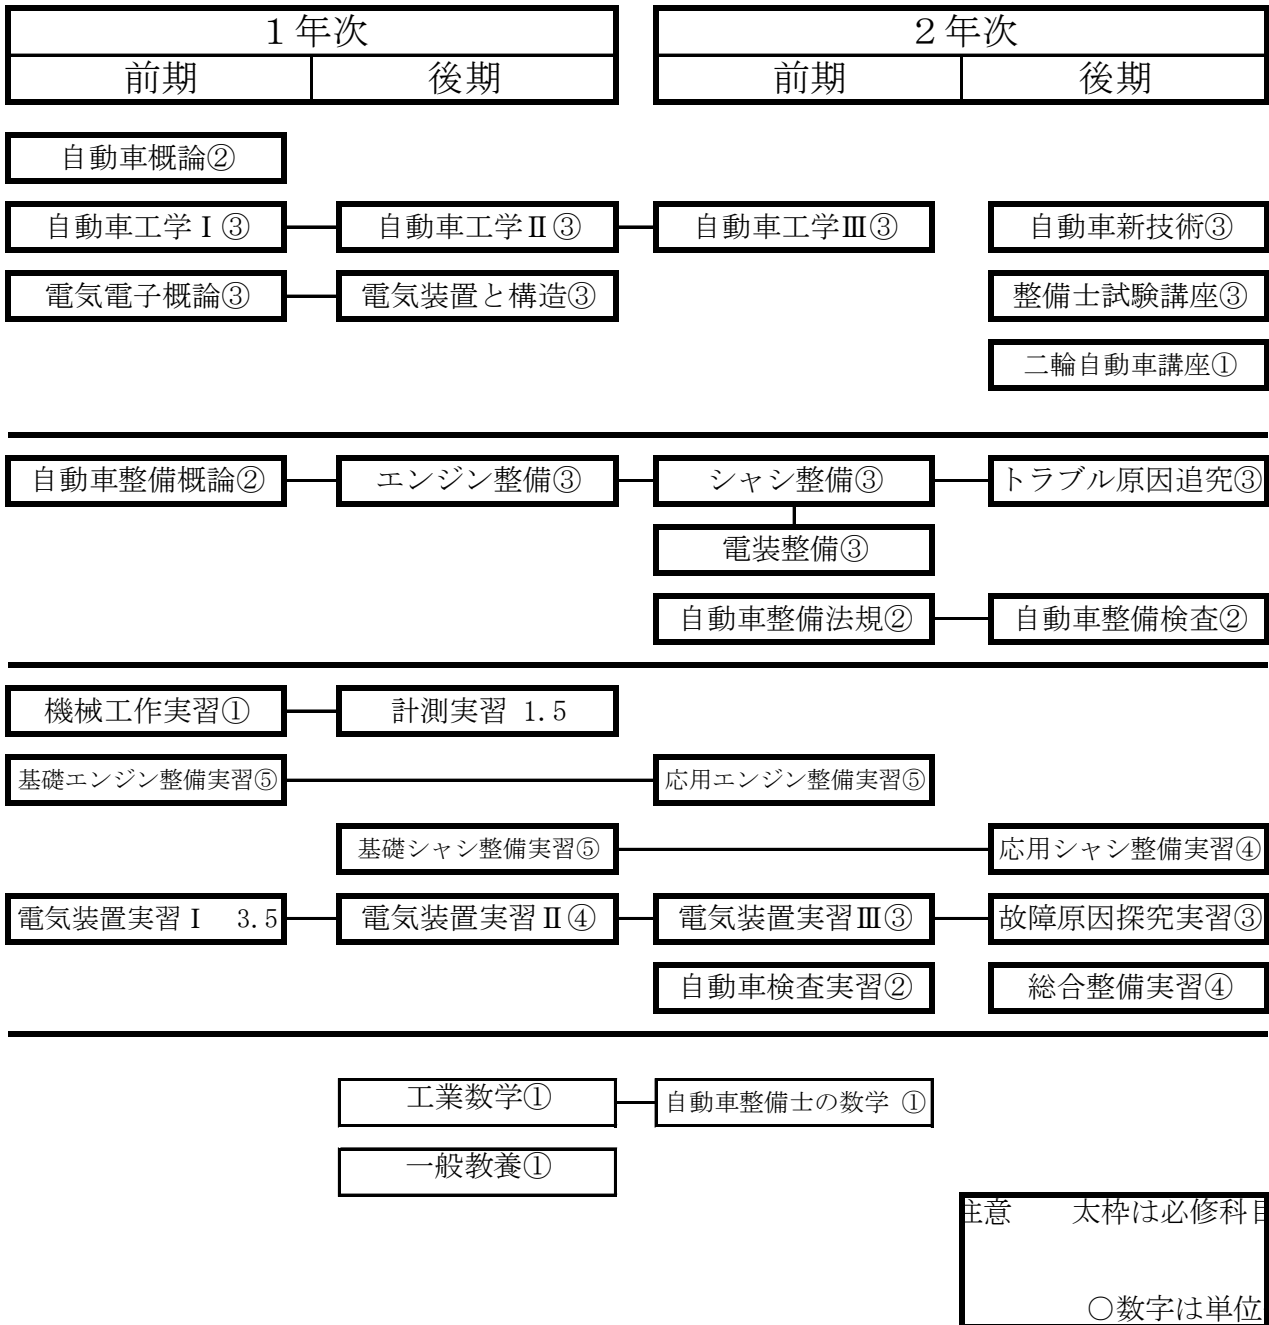 １年次 ２年次
前期 後期 前期 後期
自動車概論②
自動車工学Ⅰ③ 自動車工学Ⅱ③ 自動車工学Ⅲ③ 自動車新技術③
電気電子概論③ 電気装置と構造③ 整備士試験講座③
二輪自動車講座①
自動車整備概論② エンジン整備③ シャシ整備③ トラブル原因追究③
電装整備③
自動車整備法規② 自動車整備検査②
機械工作実習① 計測実習 1.5
基礎エンジン整備実習⑤ 応用エンジン整備実習⑤
基礎シャシ整備実習⑤ 応用シャシ整備実習④
電気装置実習Ⅰ 3.5 電気装置実習Ⅱ④ 電気装置実習Ⅲ③ 故障原因探究実習③
自動車検査実習② 総合整備実習④
工業数学① 自動車整備士の数学 ①
一般教養①
注意 太枠は必修科目
○数字は単位